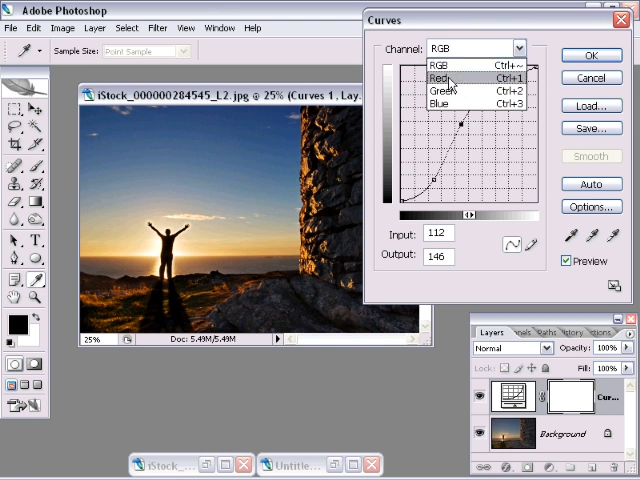 Adobe Photoshop
File Edit Image Layer Select Filter View Window Help
Sample Size: Point Sample
iStock_000000284545_L2.jpg @ 25% (Curves 1, Lay...
25%
Doc: 5.49M/5.49M
Curves
Channel: RGB
RGB Ctrl+~
Red Ctrl+1
Green Ctrl+2
Blue Ctrl+3
OK
Cancel
Load...
Save...
Smooth
Auto
Options...
Input: 112
Output: 146
Preview
Layers Paths
Normal Opacity: 100%
Lock: Fill: 100%
Cur...
Background
iStock_...
Untitle...